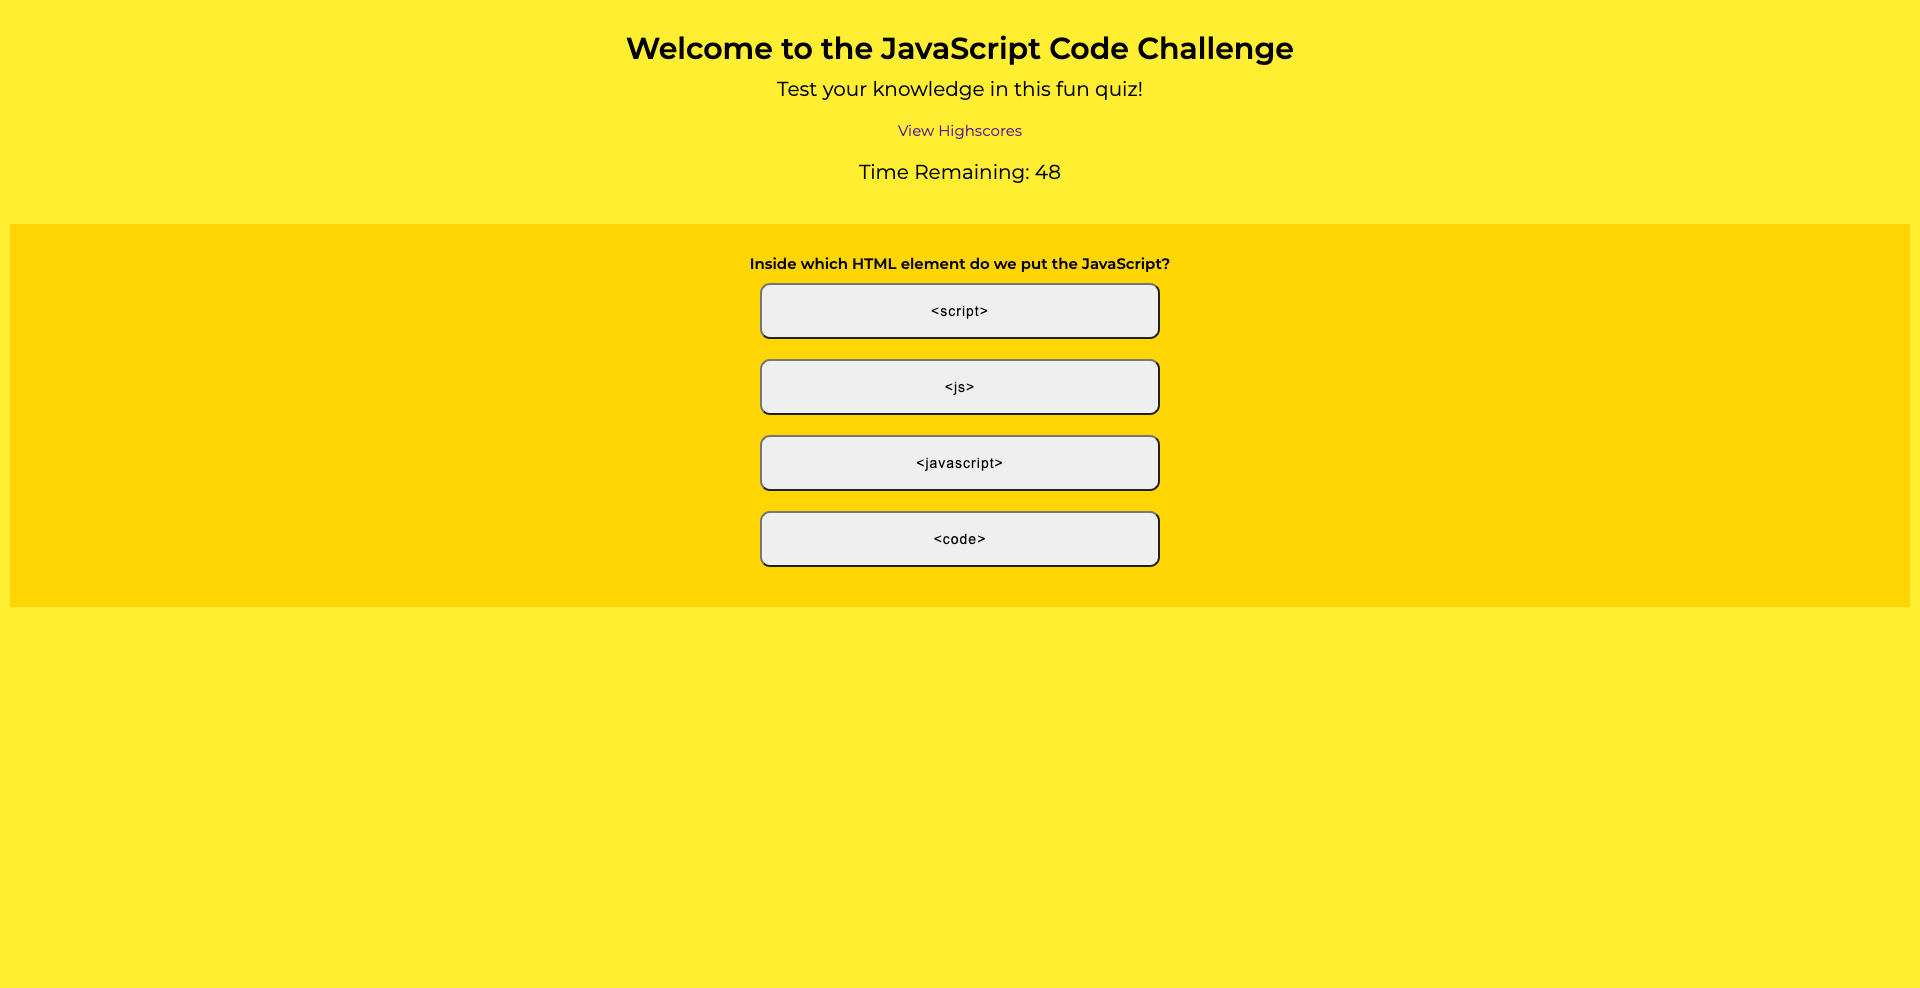 Welcome to the JavaScript Code Challenge
Test your knowledge in this fun quiz!
View Highscores
Time Remaining: 48
Inside which HTML element do we put the JavaScript?
<script>
<js>
<javascript>
<code>